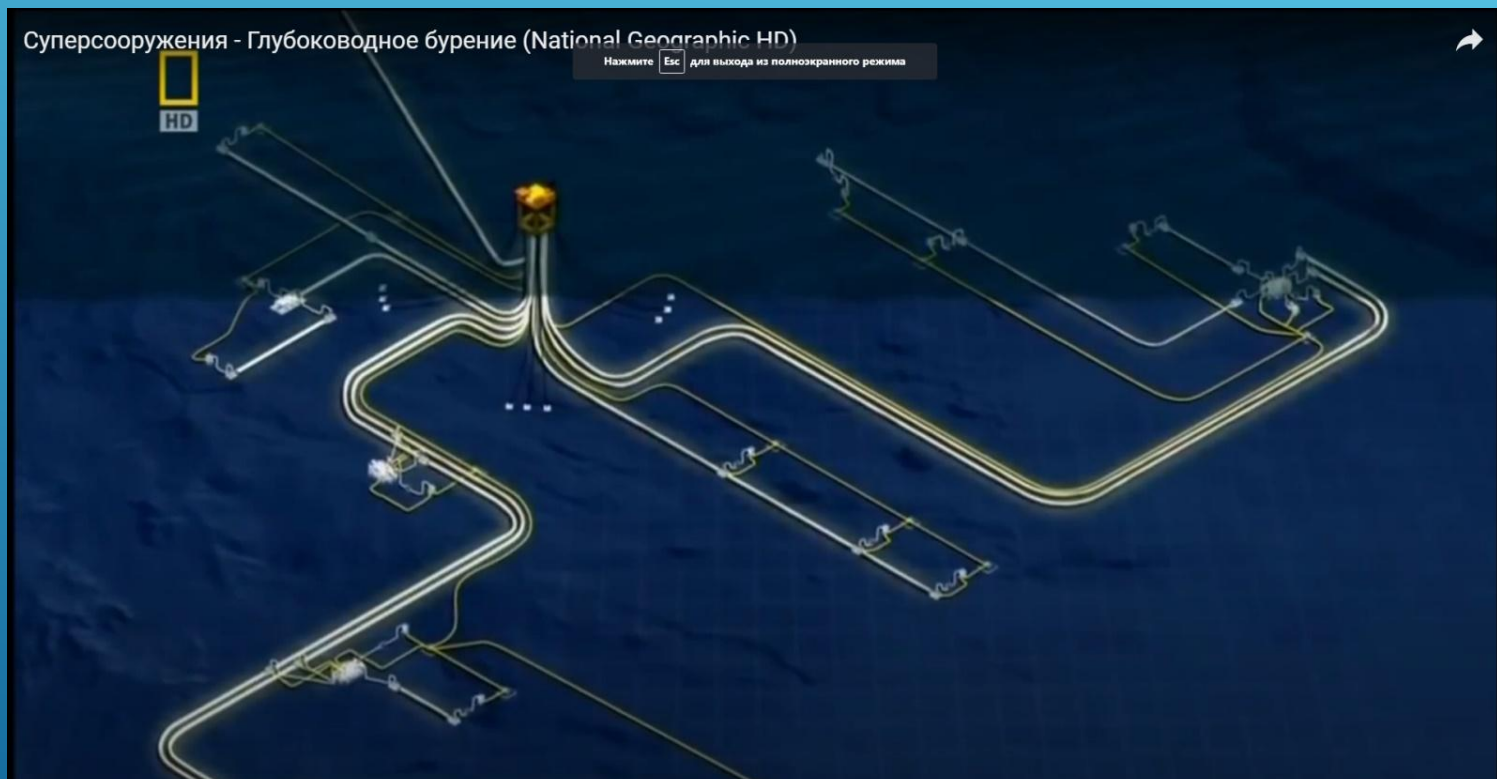 Суперсооружения - Глубоководное бурение (National Geographic HD)
Нажмите Esc для выхода из полноэкранного режима
HD